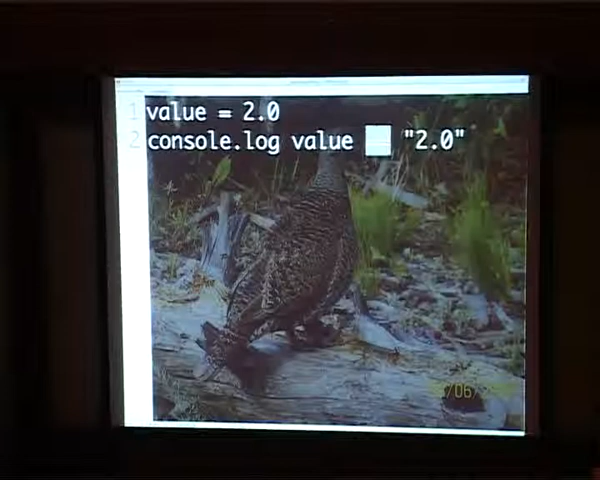 1 value = 2.0
2 console.log value == "2.0"